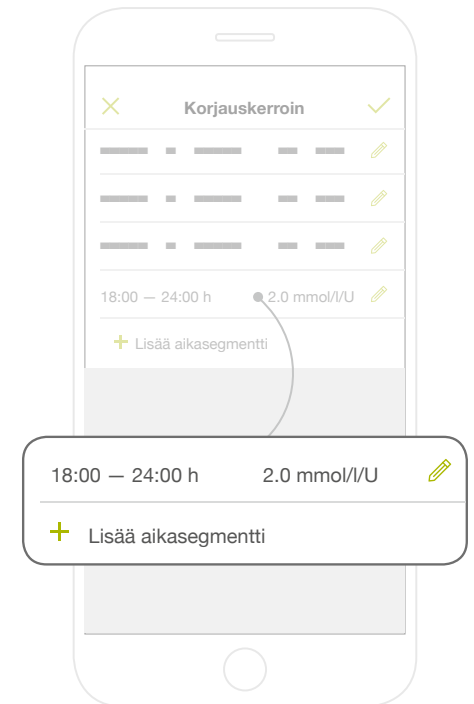 Korjauskerroin
18:00 — 24:00 h 2.0 mmol/l/U
Lisää aikasegmentti
18:00 — 24:00 h 2.0 mmol/l/U
Lisää aikasegmentti